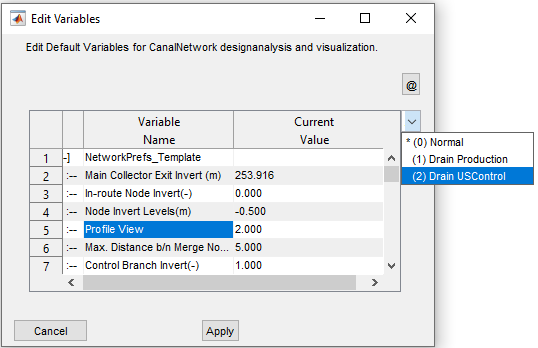 Edit Variables
Edit Default Variables for CanalNetwork designanalysis and visualization.
@
Variable Name Current Value
1 -] NetworkPrefs_Template
2 :-- Main Collector Exit Invert (m) 253.916
3 :-- In-route Node Invert(-) 0.000
4 :-- Node Invert Levels(m) -0.500
5 :-- Profile View 2.000
6 :-- Max. Distance b/n Merge No... 5.000
7 :-- Control Branch Invert(-) 1.000
* (0) Normal
(1) Drain Production
(2) Drain USControl
Cancel Apply